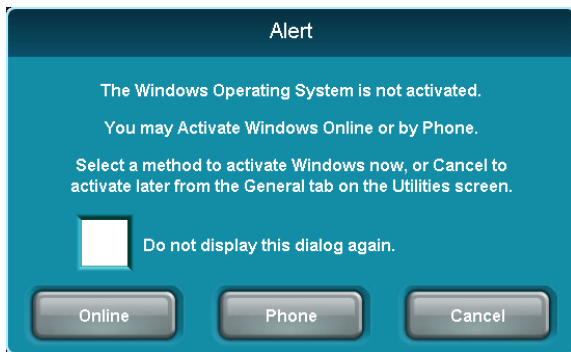 Alert
The Windows Operating System is not activated.
You may Activate Windows Online or by Phone.
Select a method to activate Windows now, or Cancel to
activate later from the General tab on the Utilities screen.
Do not display this dialog again.
Online
Phone
Cancel